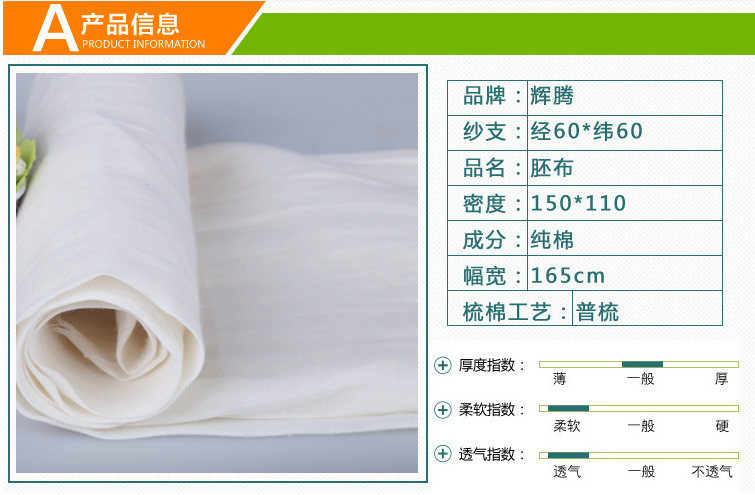 A 产品信息
PRODUCT INFORMATION
品牌：辉腾
纱支：经60*纬60
品名：胚布
密度：150*110
成分：纯棉
幅宽：165cm
梳棉工艺：普梳
厚度指数：
薄 一般 厚
柔软指数：
柔软 一般 硬
透气指数：
透气 一般 不透气